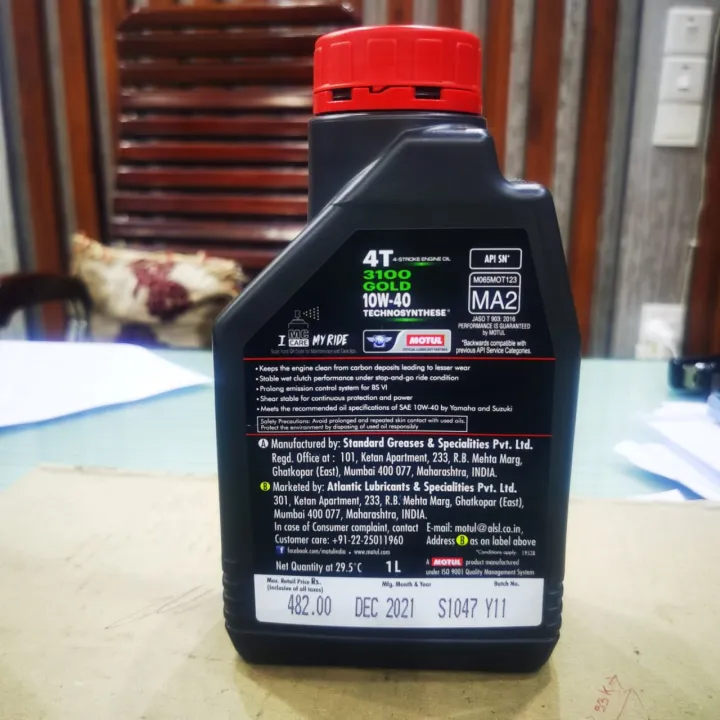 4T 4-STROKE ENGINE OIL
3100
GOLD
10W-40
TECHNOSYNTHESE®
API SN*
M065MOT123
MA2
JASO T 903: 2016
PERFORMANCE IS GUARANTEED
by MOTUL
*Backwards compatible with
previous API Service Categories.
I MC CARE MY RIDE
MOTUL
• Keeps the engine clean from carbon deposits leading to lesser wear
• Stable wet clutch performance under stop-and-go ride condition
• Prolong emission control system for BS VI
• Shear stable for continuous protection and power
• Meets the recommended oil specifications of SAE 10W-40 by Yamaha and Suzuki
Safety Precautions: Avoid prolonged and repeated skin contact with used oils.
Protect the environment by disposing of used oil responsibly
A Manufactured by: Standard Greases & Specialities Pvt. Ltd.
Regd. Office at : 101, Ketan Apartment, 233, R.B. Mehta Marg,
Ghatkopar (East), Mumbai 400 077, Maharashtra, INDIA.
B Marketed by: Atlantic Lubricants & Specialities Pvt. Ltd.
301, Ketan Apartment, 233, R.B. Mehta Marg, Ghatkopar (East),
Mumbai 400 077, Maharashtra, INDIA.
In case of Consumer complaint, contact E-mail: motul@alsl.co.in,
Customer care: +91-22-25011960 Address B as on label above
f facebook.com/motulindia • www.motul.com
*Conditions apply. 19528
A MOTUL product manufactured
under ISO 9001 Quality Management System
Net Quantity at 29.5°C 1 L
Max. Retail Price Rs. Mfg. Month & Year Batch No.
(Inclusive of all taxes)
482.00 DEC 2021 S1047 Y11
93K